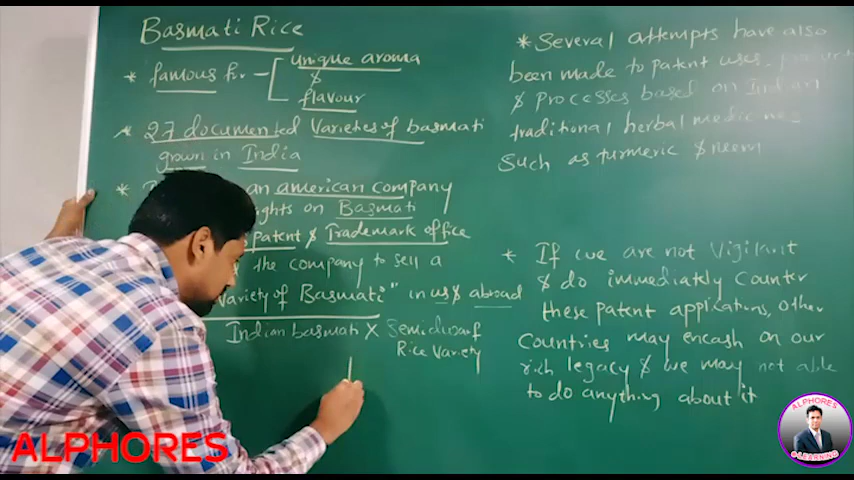 Basmati Rice
* famous for - unique aroma
$
flavour
* 27 documented Varieties of basmati
grown in India
* an american company
ghts on Basmati
patent $ Trademark office
the company to sell a
Variety of Basmati" in us $ abroad
Indian basmati X Semidwarf
Rice Variety
* Several attempts have also
been made to patent uses,
$ processes based on Indian
traditional herbal medicines
Such as turmeric $ neem
* If we are not Vigilant
$ do immediately Counter
these patent applications, Other
Countries may encash on our
rich legacy $ we may not able
to do anything about it
ALPHORES
ALPHORES
E-LEARNING